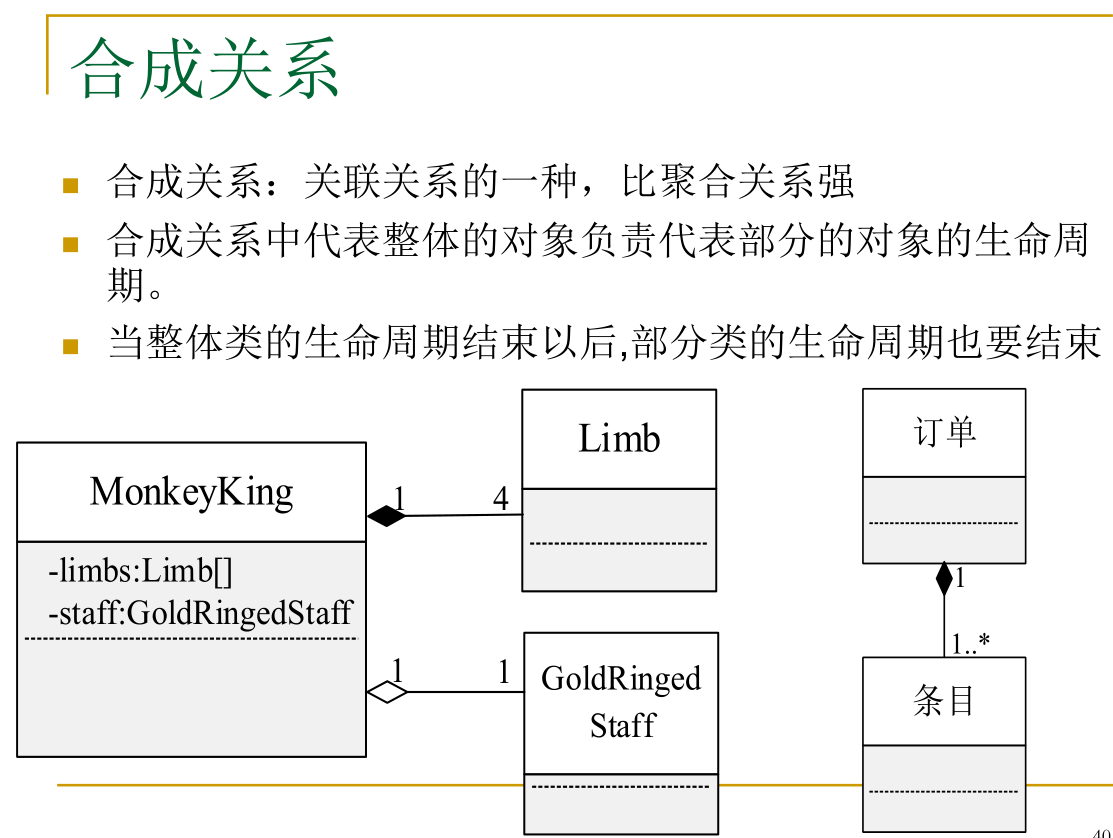 合成关系
合成关系：关联关系的一种，比聚合关系强
合成关系中代表整体的对象负责代表部分的对象的生命周
期。
当整体类的生命周期结束以后,部分类的生命周期也要结束
MonkeyKing
-limbs:Limb[]
-staff:GoldRingedStaff
1
4
Limb
1
1
GoldRinged
Staff
订单
1
1..*
条目
40